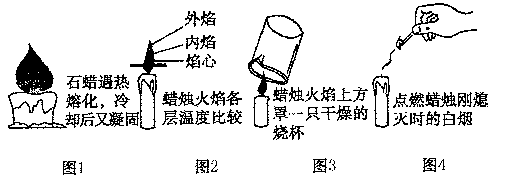 外焰
内焰
焰心
石蜡遇热
熔化，冷
却后又凝固
蜡烛火焰各
层温度比较
蜡烛火焰上方
罩一只干燥的
烧杯
点燃蜡烛刚熄
灭时的白烟
图1
图2
图3
图4